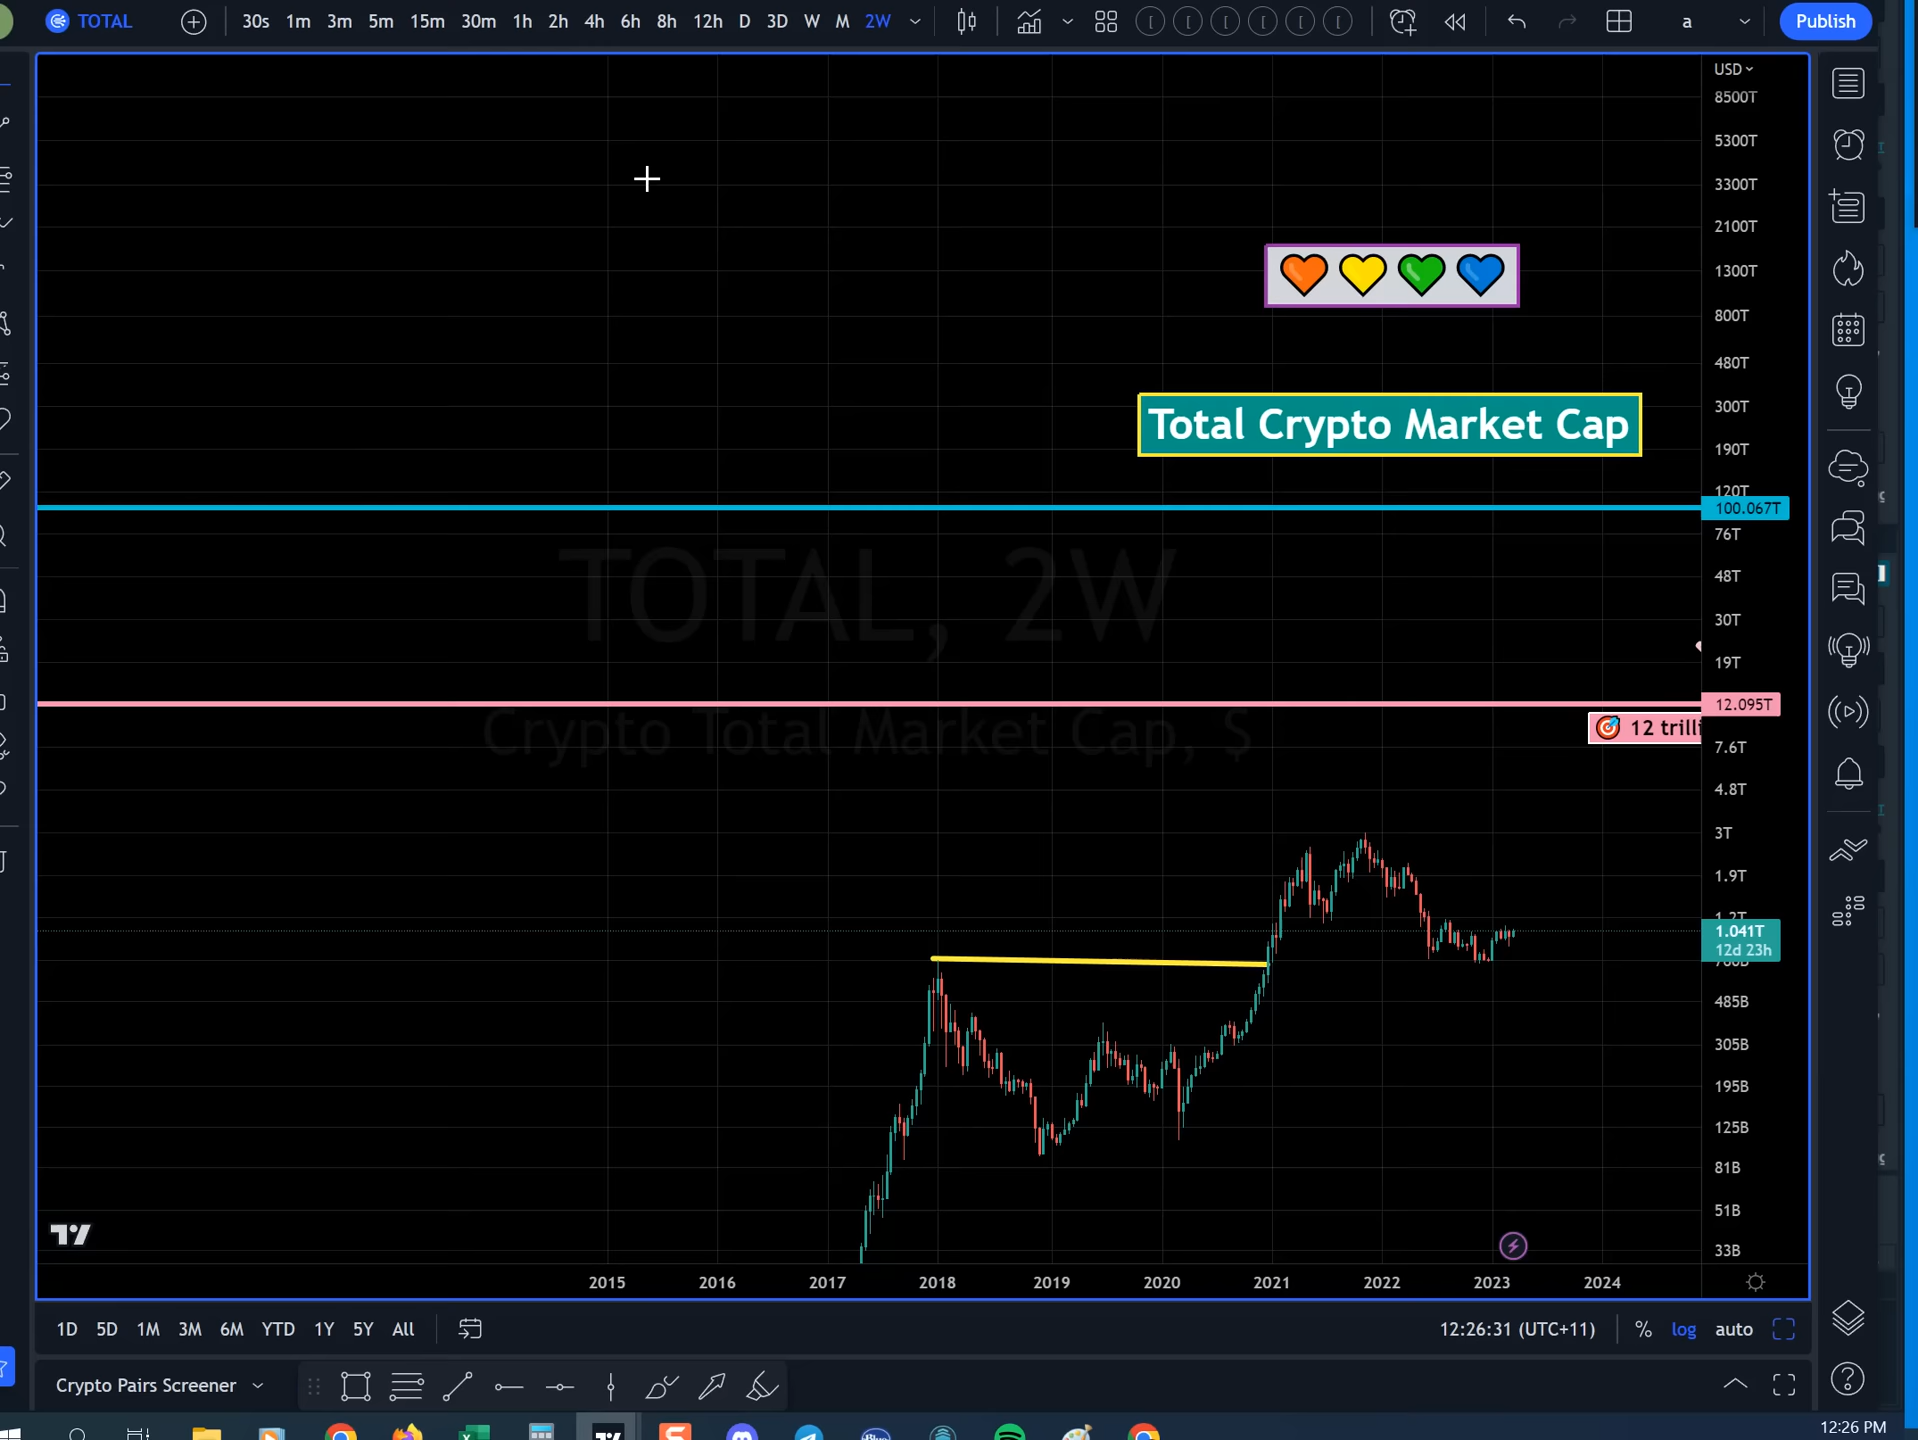 TOTAL 30s 1m 3m 5m 15m 30m 1h 2h 4h 6h 8h 12h D 3D W M 2W a Publish
USD
8500T
5300T
3300T
2100T
1300T
800T
480T
Total Crypto Market Cap
300T
190T
120T
100.067T
76T
TOTAL, 2W
48T
30T
19T
12.095T
Crypto Total Market Cap, $
12 trilli
7.6T
4.8T
3T
1.9T
1.2T
1.041T
12d 23h
485B
305B
195B
125B
81B
51B
33B
2015 2016 2017 2018 2019 2020 2021 2022 2023 2024
1D 5D 1M 3M 6M YTD 1Y 5Y All 12:26:31 (UTC+11) % log auto
Crypto Pairs Screener
12:26 PM